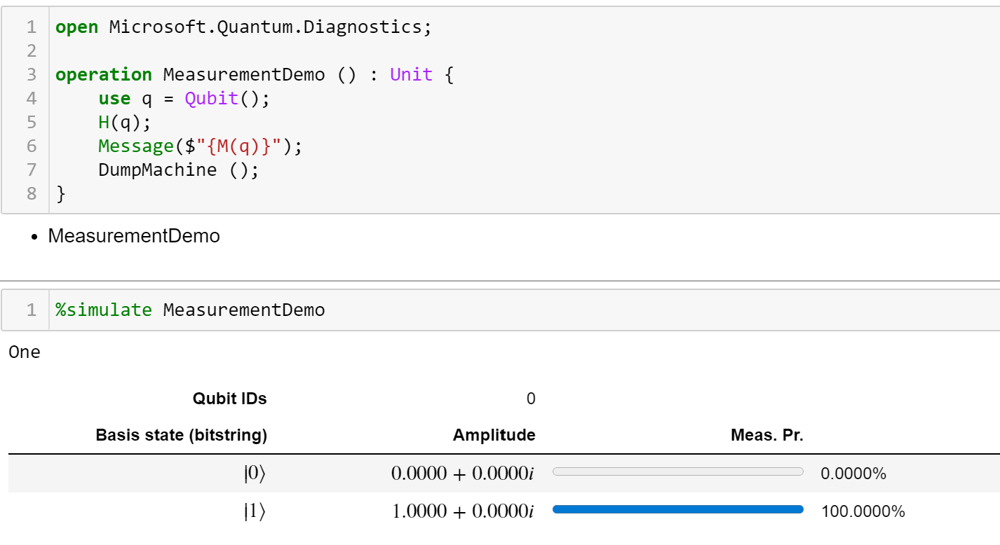 1 open Microsoft.Quantum.Diagnostics;
2
3 operation MeasurementDemo () : Unit {
4     use q = Qubit();
5     H(q);
6     Message($"{M(q)}");
7     DumpMachine ();
8 }
• MeasurementDemo
1 %simulate MeasurementDemo
One
Qubit IDs 0
Basis state (bitstring) Amplitude Meas. Pr.
|0⟩ 0.0000 + 0.0000i 0.0000%
|1⟩ 1.0000 + 0.0000i 100.0000%